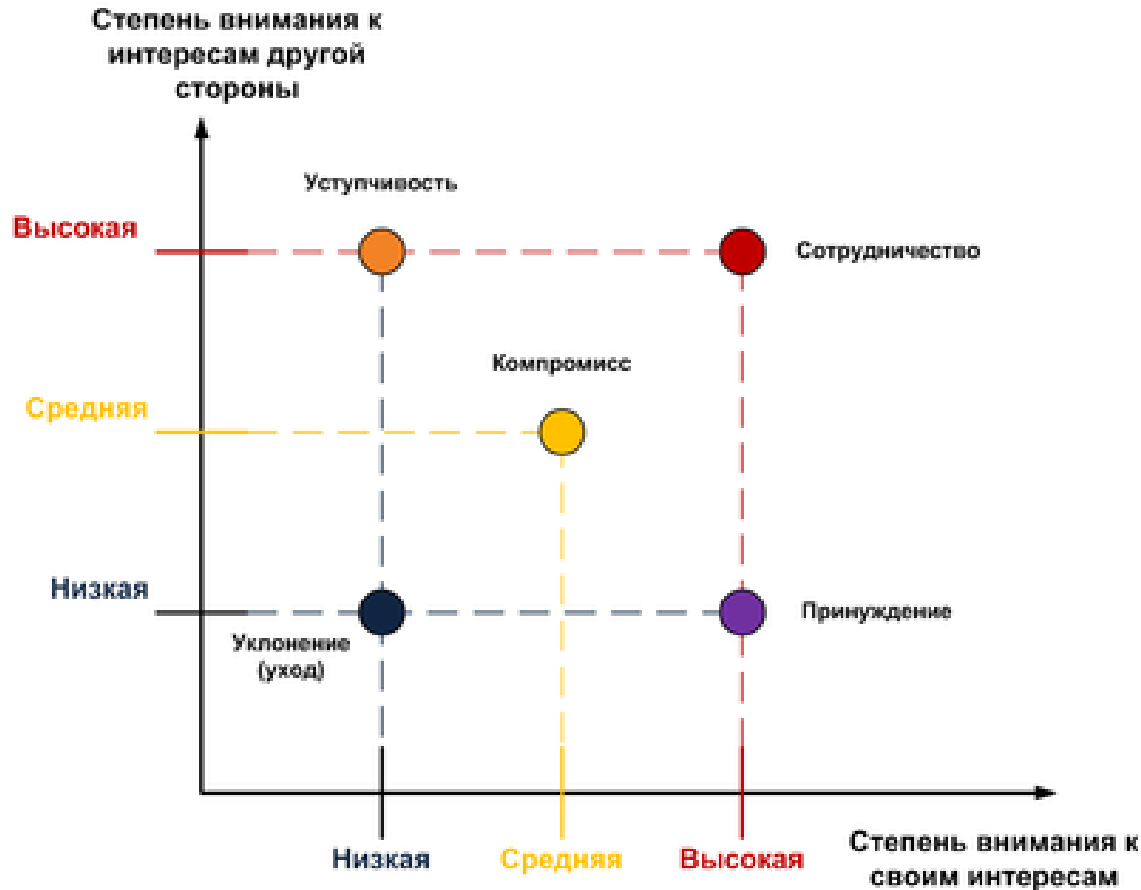 Степень внимания к
интересам другой
стороны
Уступчивость
Высокая
Сотрудничество
Компромисс
Средняя
Низкая
Принуждение
Уклонение
(уход)
Низкая
Средняя
Высокая
Степень внимания к
своим интересам